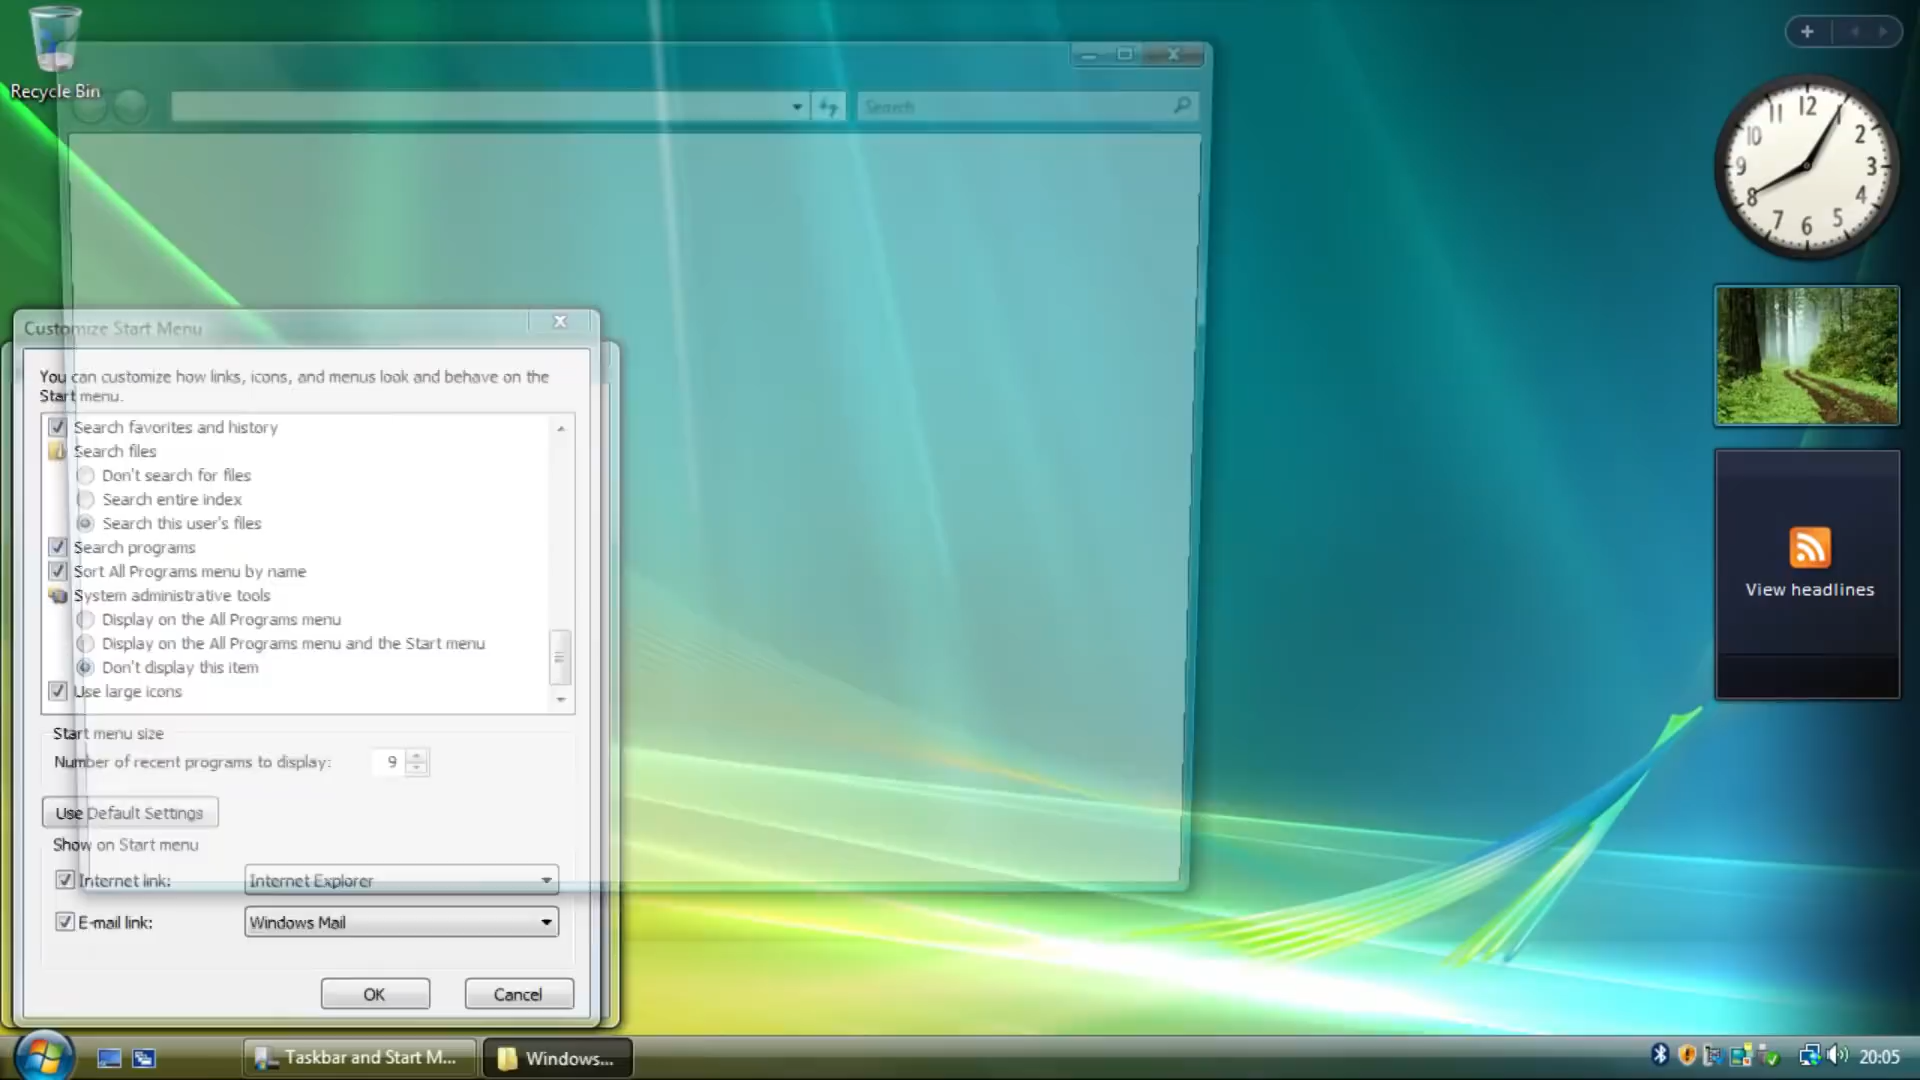 Recycle Bin
Search
Customize Start Menu
You can customize how links, icons, and menus look and behave on the
Start menu.
Search favorites and history
Search files
Don't search for files
Search entire index
Search this user's files
Search programs
Sort All Programs menu by name
System administrative tools
Display on the All Programs menu
Display on the All Programs menu and the Start menu
Don't display this item
Use large icons
Start menu size
Number of recent programs to display: 9
Use Default Settings
Show on Start menu
Internet link: Internet Explorer
E-mail link: Windows Mail
OK Cancel
12
1
2
3
4
5
6
7
8
9
10
11
View headlines
Taskbar and Start M...
Windows...
20:05